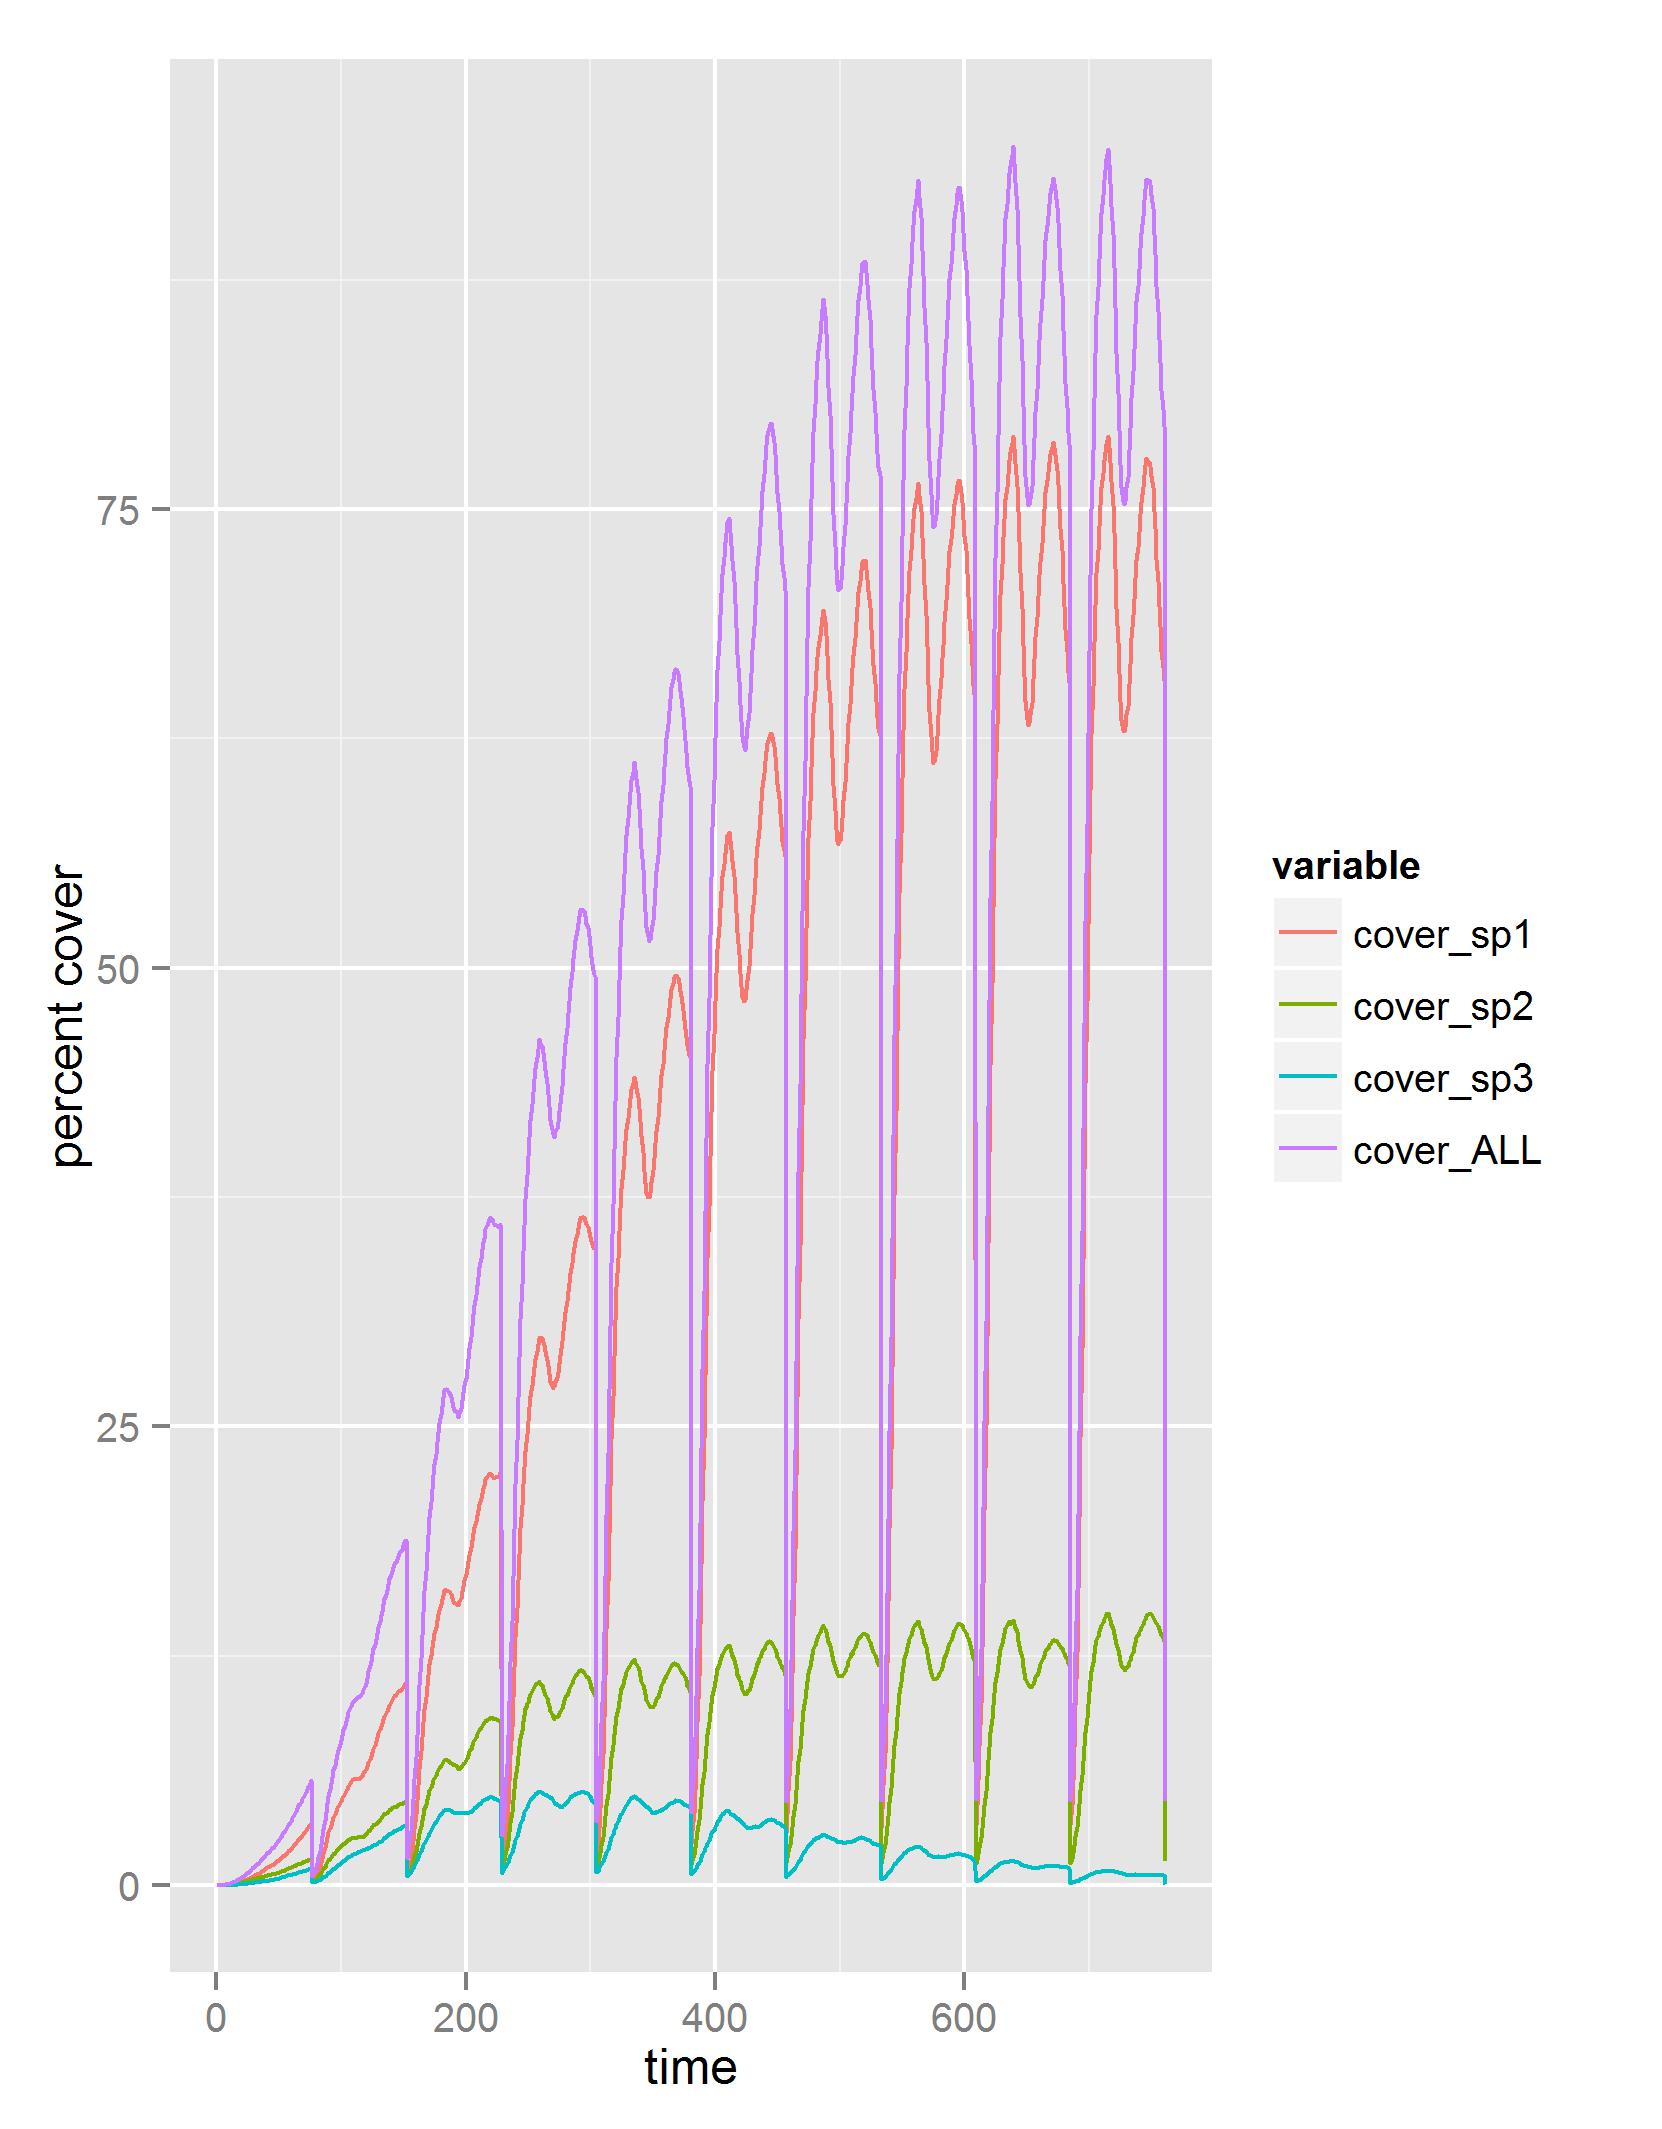 percent cover
75
50
25
0
0 200 400 600
time
variable
cover_sp1
cover_sp2
cover_sp3
cover_ALL